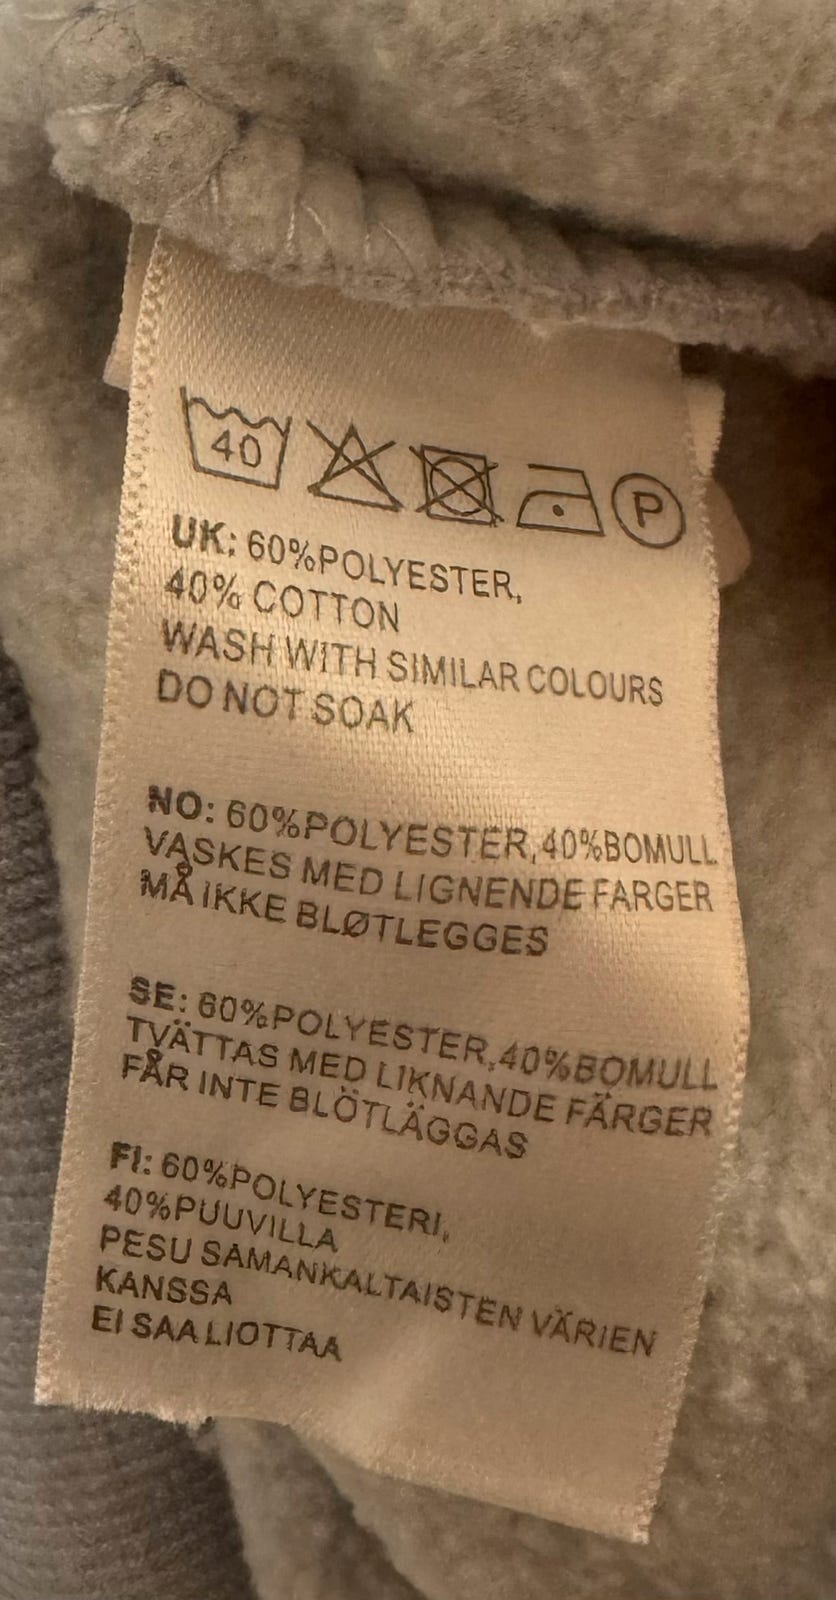 40 P
UK: 60%POLYESTER,
40% COTTON
WASH WITH SIMILAR COLOURS
DO NOT SOAK
NO: 60%POLYESTER,40%BOMULL
VASKES MED LIGNENDE FARGER
MÅ IKKE BLØTLEGGES
SE: 60%POLYESTER,40%BOMULL
TVÄTTAS MED LIKNANDE FÄRGER
FÅR INTE BLÖTLÄGGAS
FI: 60%POLYESTERI,
40%PUUVILLA
PESU SAMANKALTAISTEN VÄRIEN
KANSSA
EI SAA LIOTTAA